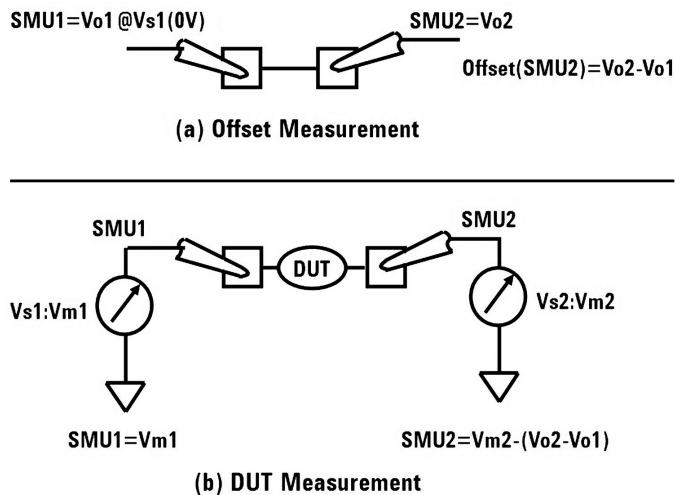 SMU1=Vo1 @Vs1(0V)
SMU2=Vo2
Offset(SMU2)=Vo2-Vo1
(a) Offset Measurement
SMU1
SMU2
DUT
Vs1:Vm1
Vs2:Vm2
SMU1=Vm1
SMU2=Vm2-(Vo2-Vo1)
(b) DUT Measurement